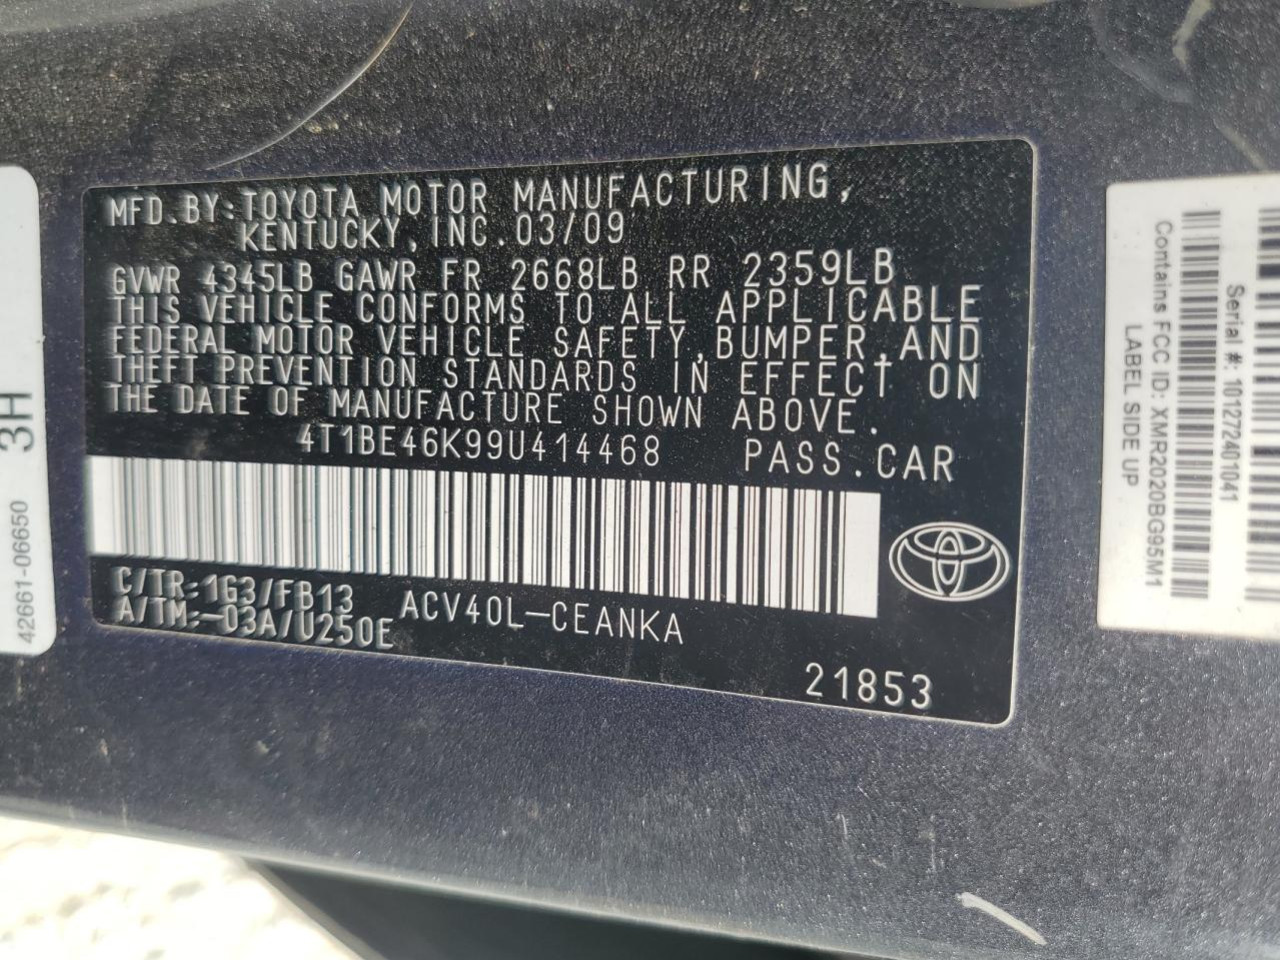 MFD.BY:TOYOTA MOTOR MANUFACTURING,
KENTUCKY,INC.03/09
GVWR 4345LB GAWR FR 2668LB RR 2359LB
THIS VEHICLE CONFORMS TO ALL APPLICABLE
FEDERAL MOTOR VEHICLE SAFETY,BUMPER,AND
THEFT PREVENTION STANDARDS IN EFFECT ON
THE DATE OF MANUFACTURE SHOWN ABOVE.
4T1BE46K99U414468 PASS.CAR
C/TR:1G3/FB13 ACV40L-CEANKA
A/TM:-03A/U250E
21853
3H
42661-06650
Serial #: 101272401041
Contains FCC ID: XMR2020BG95M1
LABEL SIDE UP